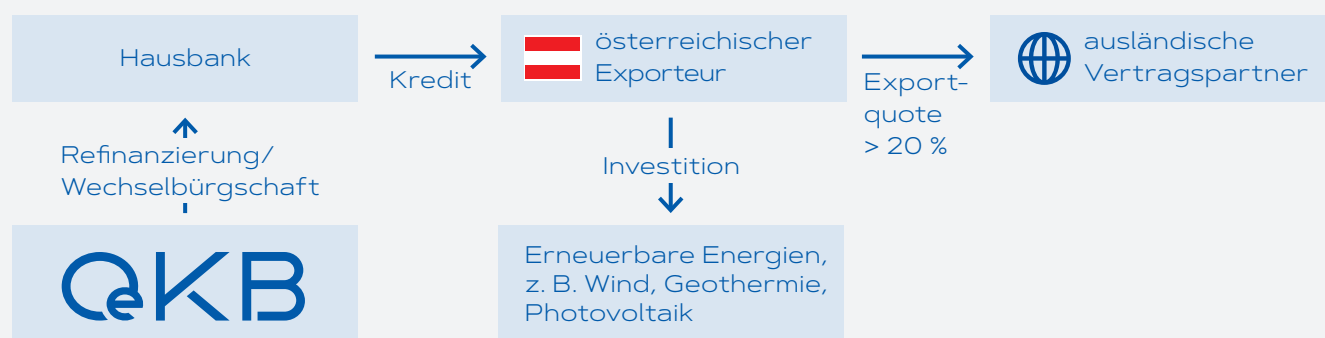 Hausbank
Kredit
österreichischer
Exporteur
Export-
quote
> 20 %
ausländische
Vertragspartner
Refinanzierung/
Wechselbürgschaft
OeKB
Investition
Erneuerbare Energien,
z. B. Wind, Geothermie,
Photovoltaik